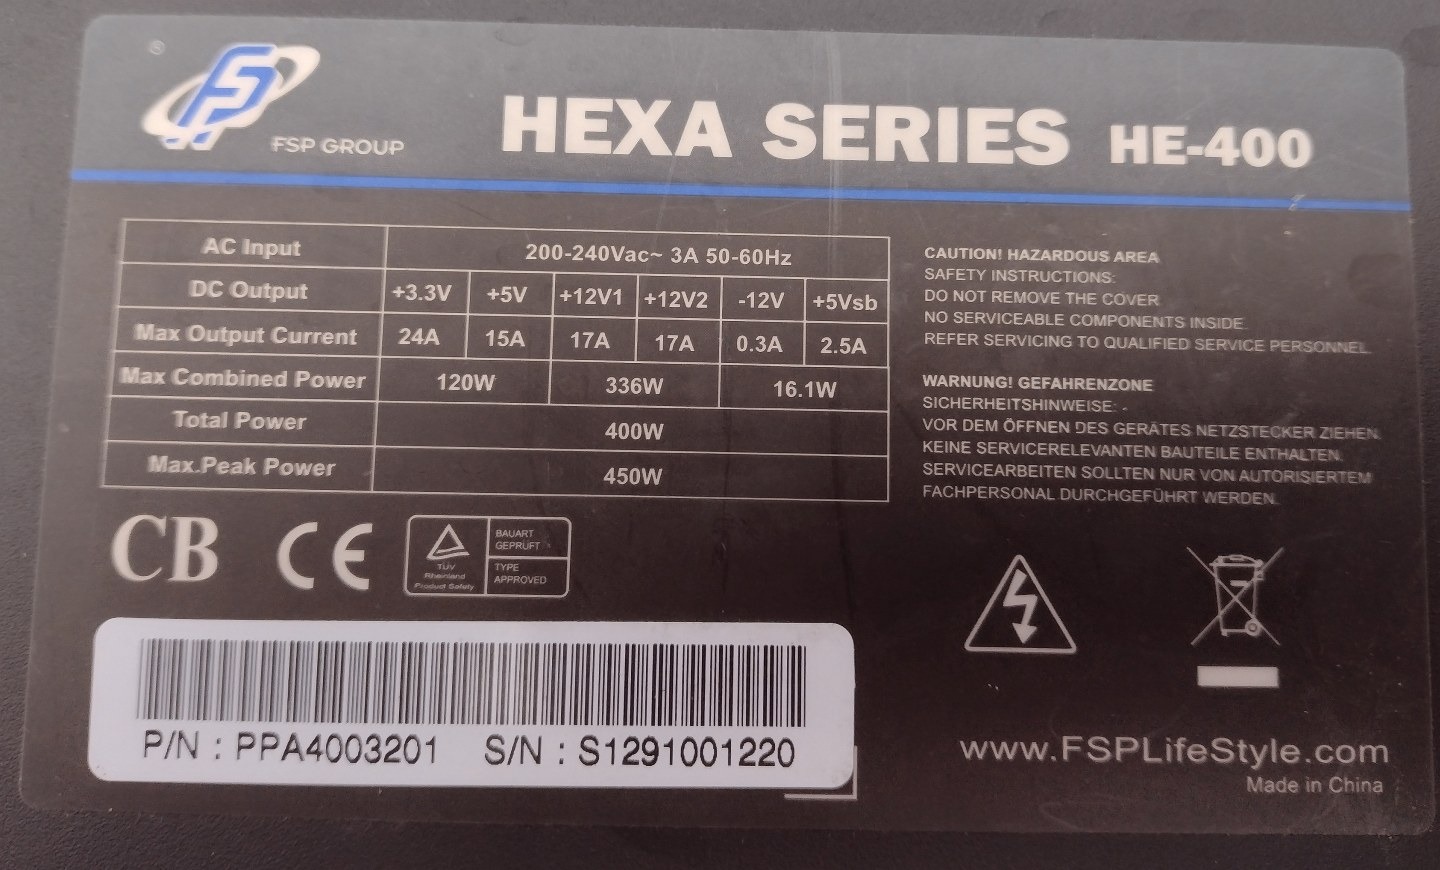 ®
FSP
FSP GROUP
HEXA SERIES HE-400
AC Input 200-240Vac~ 3A 50-60Hz
DC Output +3.3V +5V +12V1 +12V2 -12V +5Vsb
Max Output Current 24A 15A 17A 17A 0.3A 2.5A
Max Combined Power 120W 336W 16.1W
Total Power 400W
Max.Peak Power 450W
CAUTION! HAZARDOUS AREA
SAFETY INSTRUCTIONS:
DO NOT REMOVE THE COVER
NO SERVICEABLE COMPONENTS INSIDE.
REFER SERVICING TO QUALIFIED SERVICE PERSONNEL.
WARNUNG! GEFAHRENZONE
SICHERHEITSHINWEISE: -
VOR DEM ÖFFNEN DES GERÄTES NETZSTECKER ZIEHEN.
KEINE SERVICERELEVANTEN BAUTEILE ENTHALTEN.
SERVICEARBEITEN SOLLTEN NUR VON AUTORISIERTEM
FACHPERSONAL DURCHGEFÜHRT WERDEN.
CB CE
TÜV
Rheinland
Product Safety
BAUART
GEPRÜFT
TYPE
APPROVED
P/N : PPA4003201 S/N : S1291001220
www.FSPLifeStyle.com
Made in China